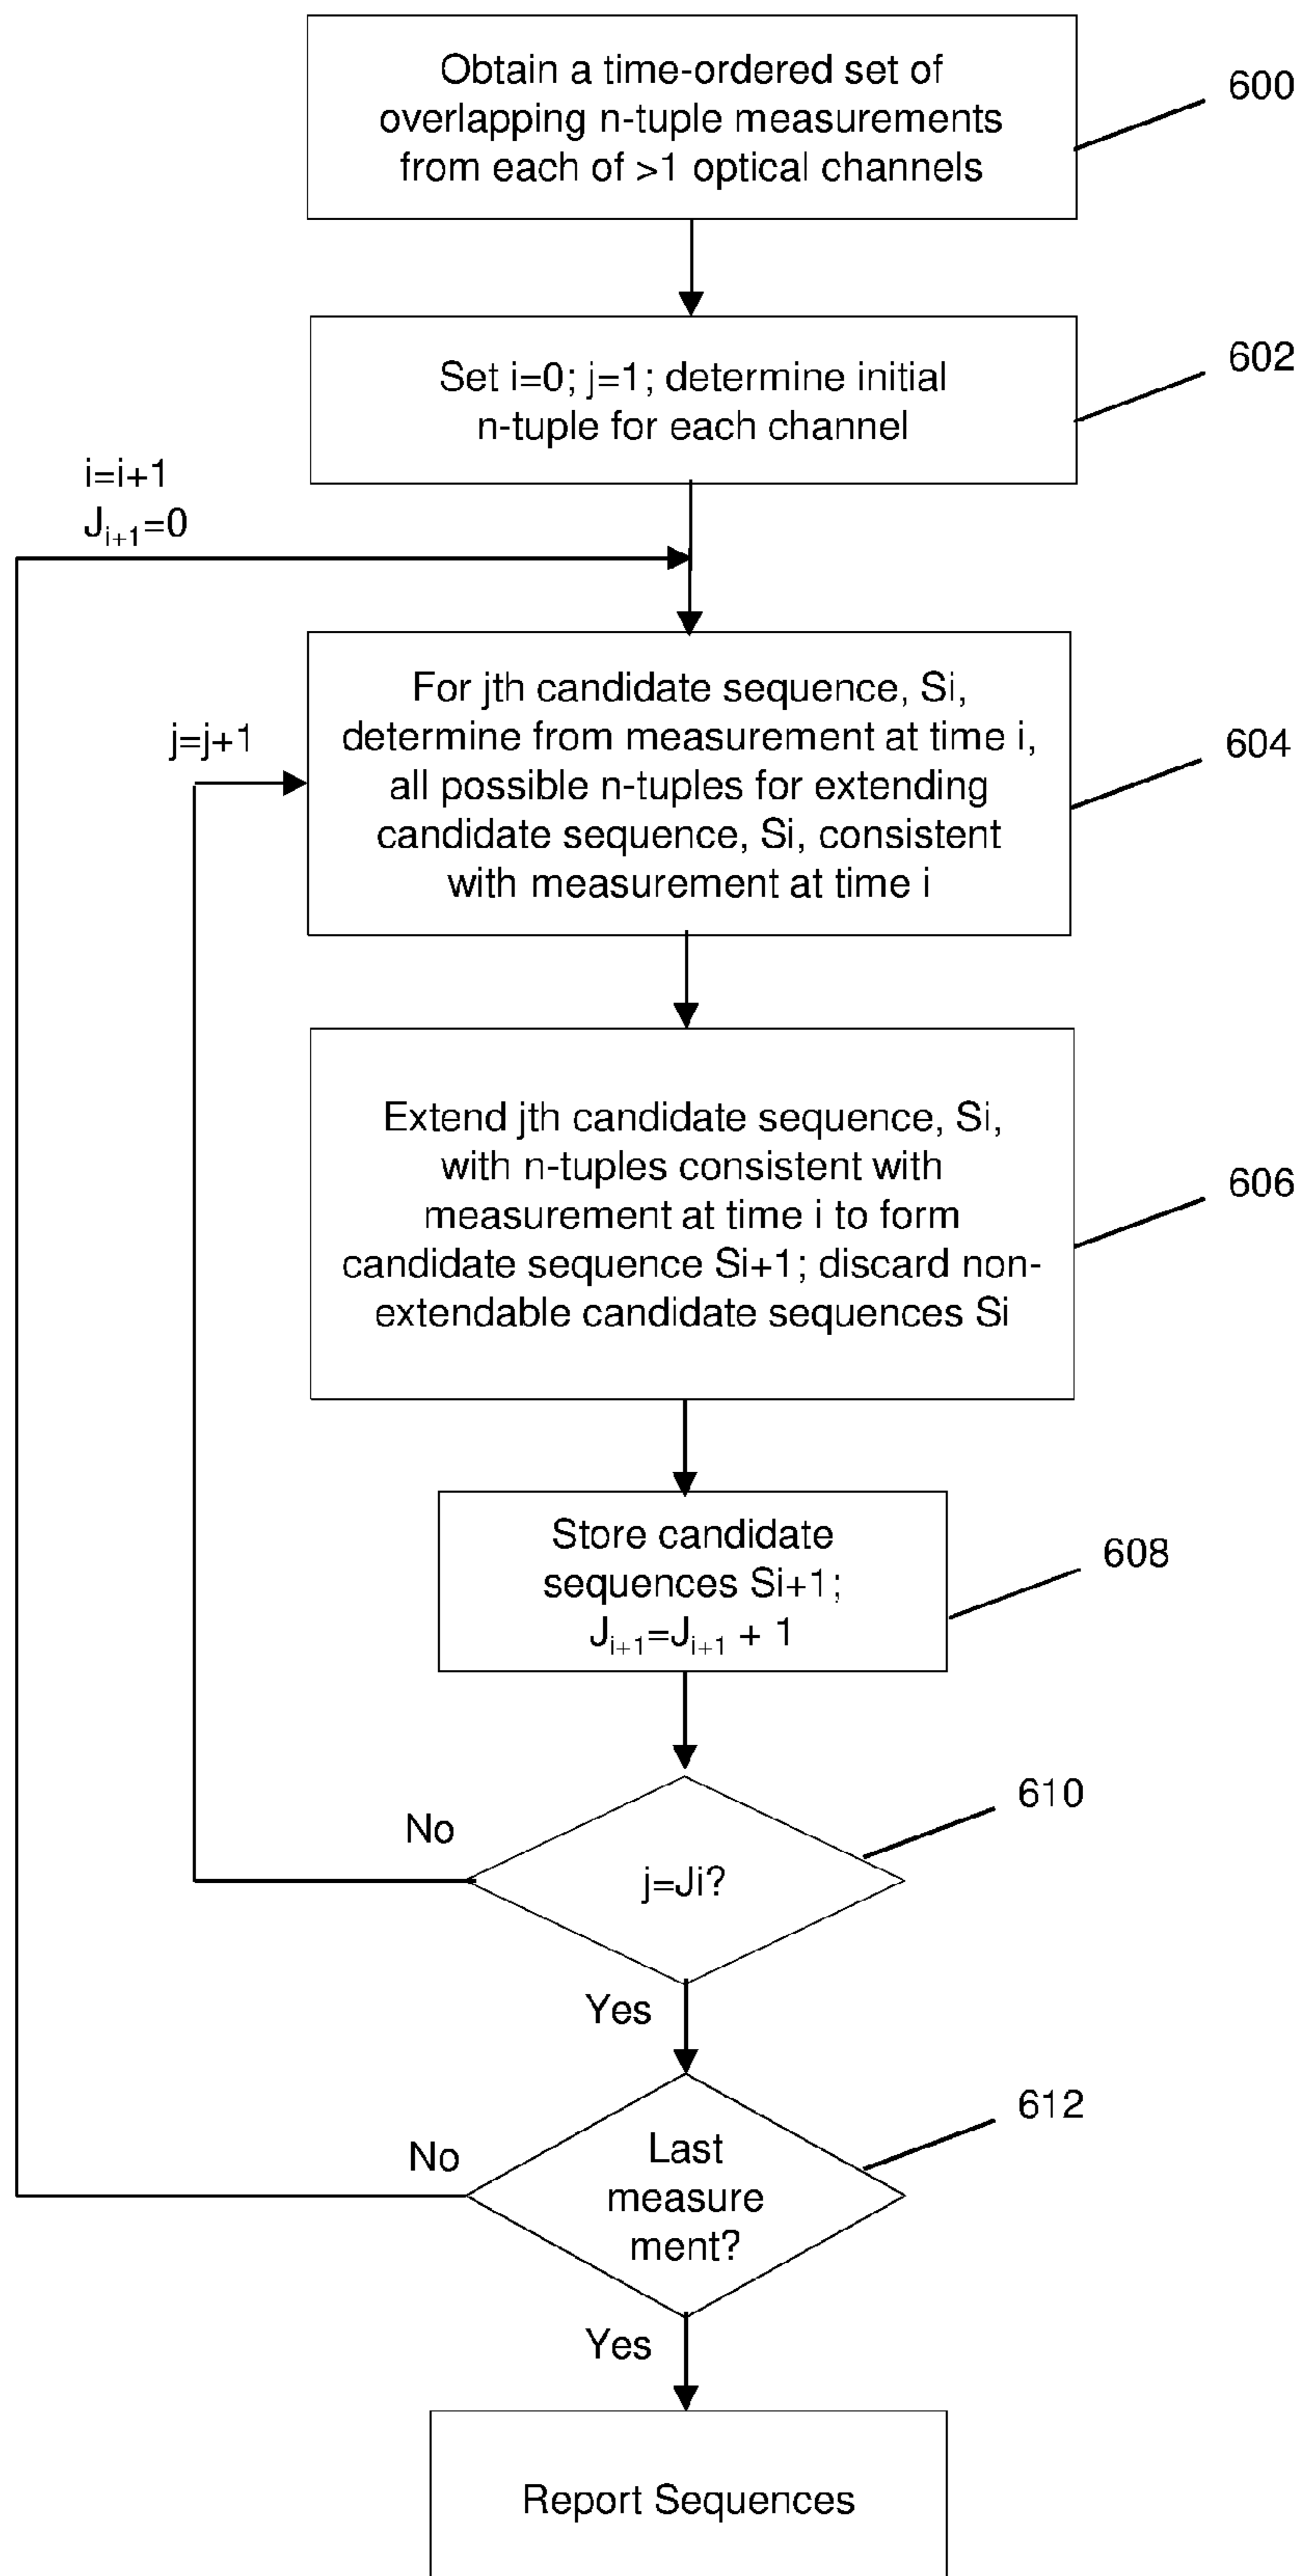 Obtain a time-ordered set of
overlapping n-tuple measurements
from each of >1 optical channels
600
Set i=0; j=1; determine initial
n-tuple for each channel
602
i=i+1
Ji+1=0
For jth candidate sequence, Si,
determine from measurement at time i,
all possible n-tuples for extending
candidate sequence, Si, consistent
with measurement at time i
j=j+1
604
Extend jth candidate sequence, Si,
with n-tuples consistent with
measurement at time i to form
candidate sequence Si+1; discard non-
extendable candidate sequences Si
606
Store candidate
sequences Si+1;
Ji+1=Ji+1 + 1
608
j=Ji?
610
No
Yes
Last
measure
ment?
612
No
Yes
Report Sequences